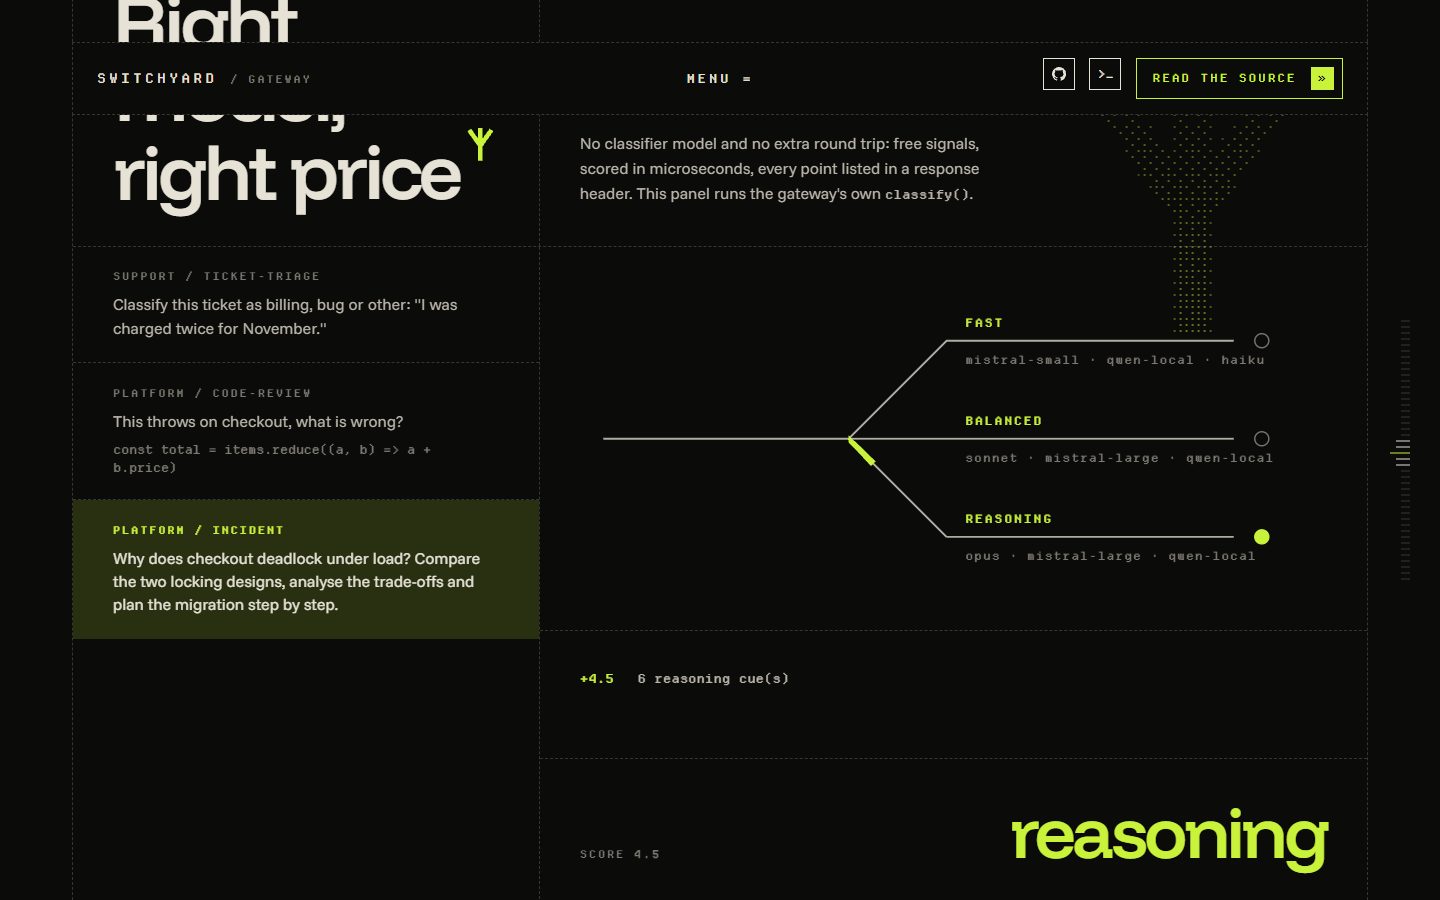 Right
SWITCHYARD / GATEWAY
MENU =
READ THE SOURCE »
model,
right price
No classifier model and no extra round trip: free signals,
scored in microseconds, every point listed in a response
header. This panel runs the gateway's own classify().
SUPPORT / TICKET-TRIAGE
Classify this ticket as billing, bug or other: "I was
charged twice for November."
PLATFORM / CODE-REVIEW
This throws on checkout, what is wrong?
const total = items.reduce((a, b) => a +
b.price)
PLATFORM / INCIDENT
Why does checkout deadlock under load? Compare
the two locking designs, analyse the trade-offs and
plan the migration step by step.
FAST
mistral-small · qwen-local · haiku
BALANCED
sonnet · mistral-large · qwen-local
REASONING
opus · mistral-large · qwen-local
+4.5 6 reasoning cue(s)
SCORE 4.5
reasoning